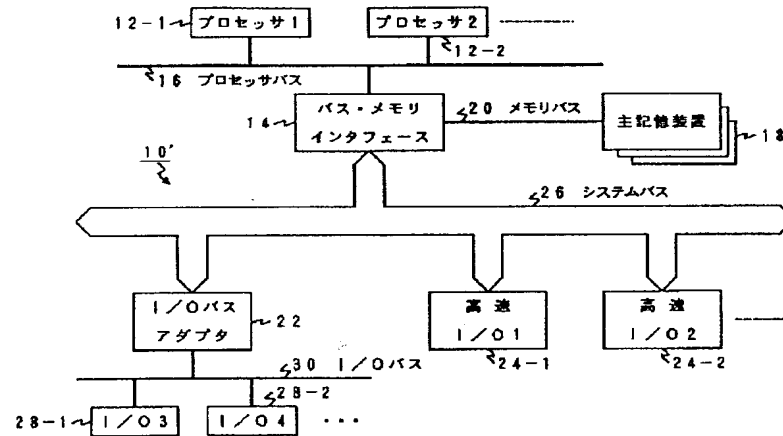 12-1 プロセッサ1 プロセッサ2
12-2
16 プロセッサバス
14 バス・メモリ
インタフェース
20 メモリバス
主記憶装置
18
10'
26 システムバス
I/Oバス
アダプタ
22
高速
I/O1
24-1
高速
I/O2
24-2
30 I/Oバス
28-2
28-1 I/O3 I/O4 ・・・